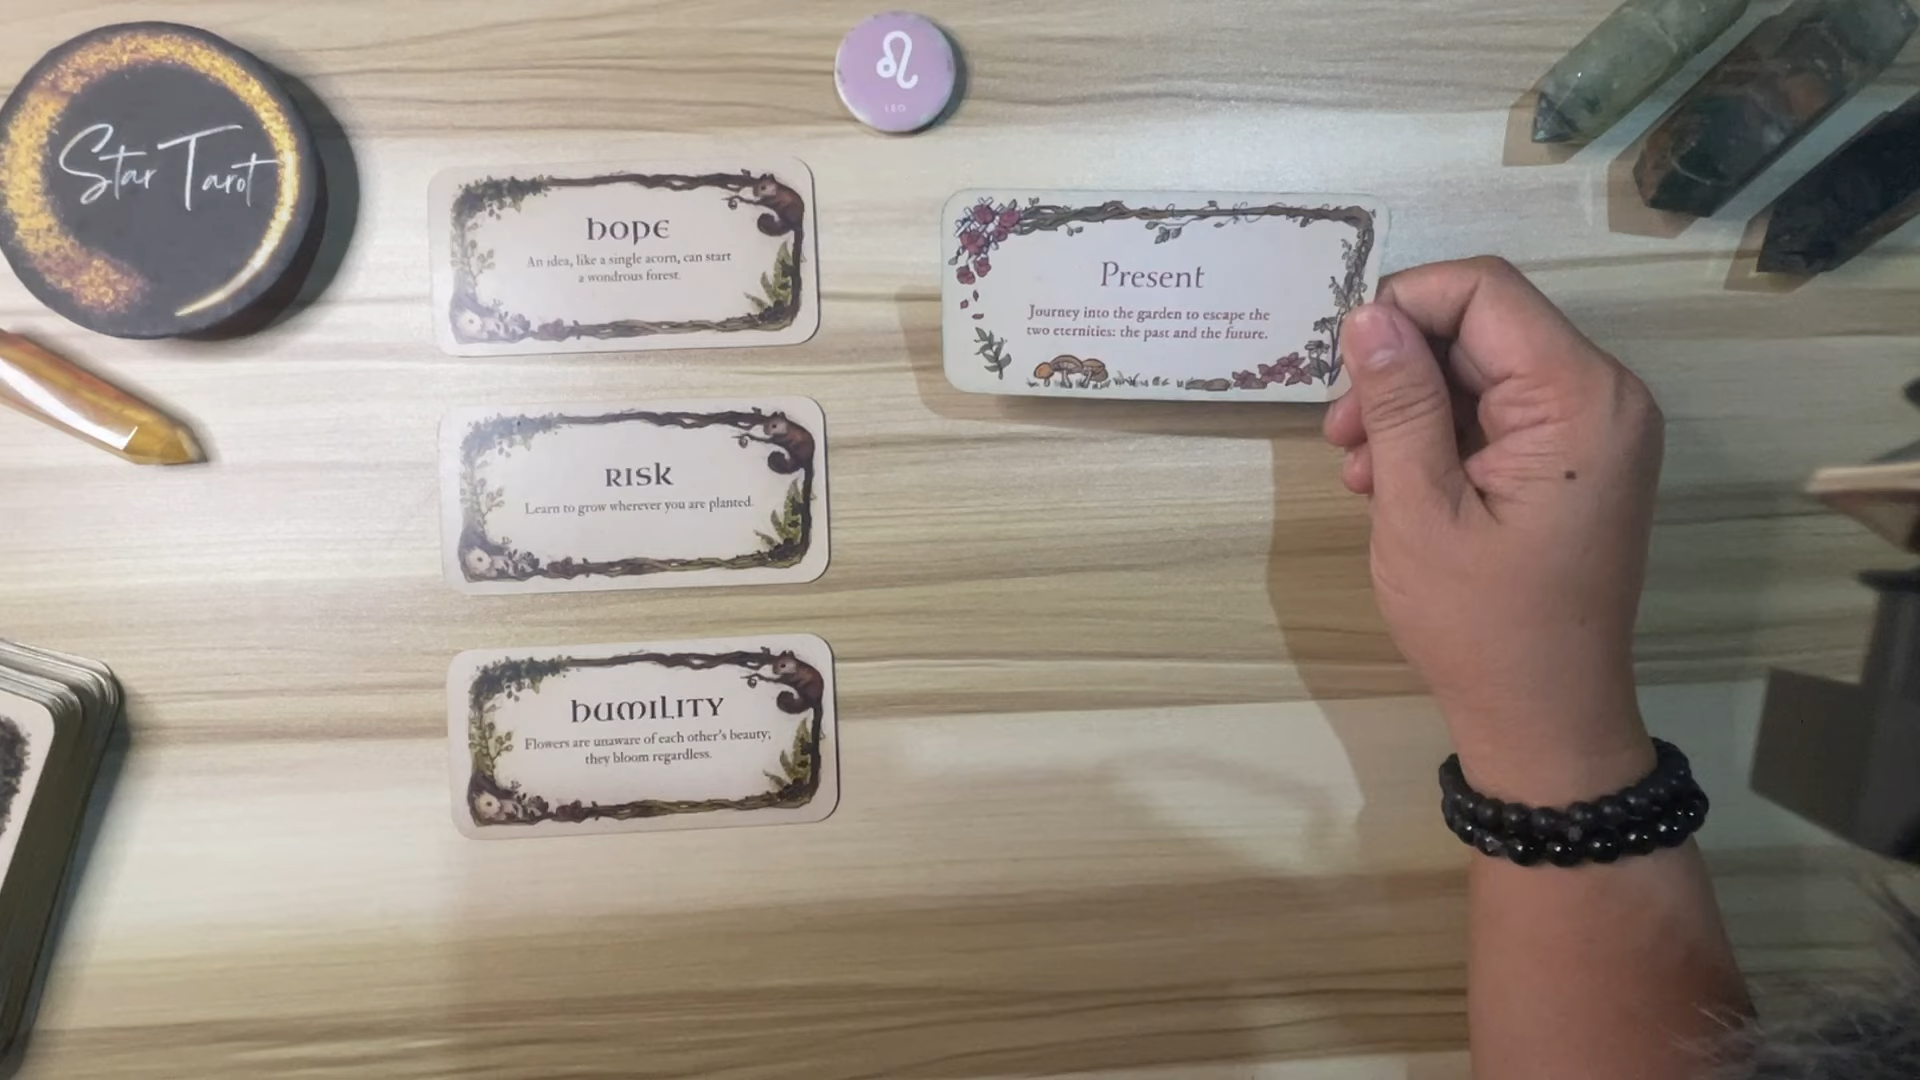 Star Tarot
LEO
hope
An idea, like a single acorn, can start
a wondrous forest.
Present
Journey into the garden to escape the
two eternities: the past and the future.
RISK
Learn to grow wherever you are planted.
humILITY
Flowers are unaware of each other's beauty;
they bloom regardless.